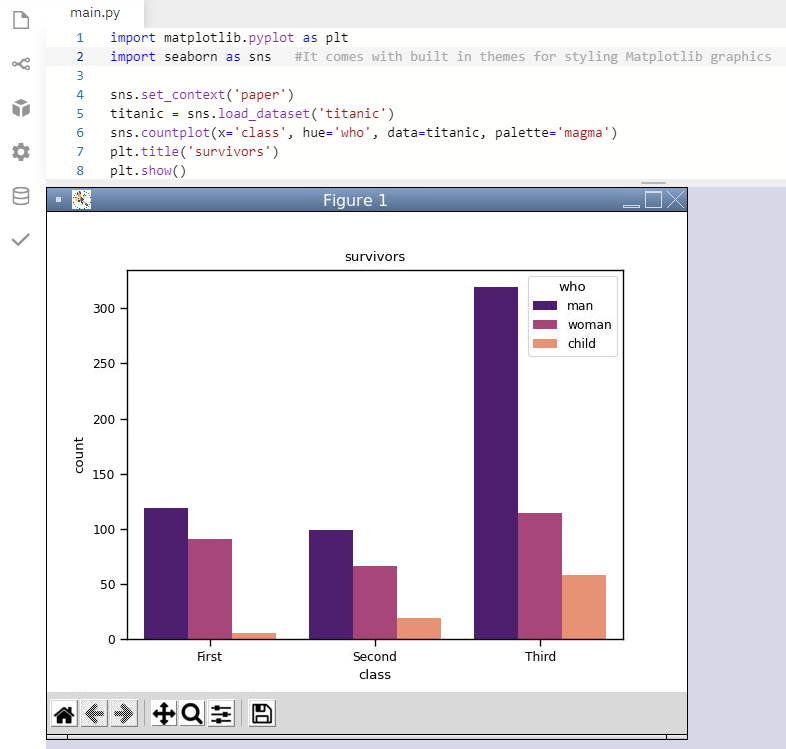 main.py
1 import matplotlib.pyplot as plt
2 import seaborn as sns #It comes with built in themes for styling Matplotlib graphics
3
4 sns.set_context('paper')
5 titanic = sns.load_dataset('titanic')
6 sns.countplot(x='class', hue='who', data=titanic, palette='magma')
7 plt.title('survivors')
8 plt.show()
Figure 1
survivors
who
man
woman
child
300
250
200
150
100
50
0
count
First Second Third
class